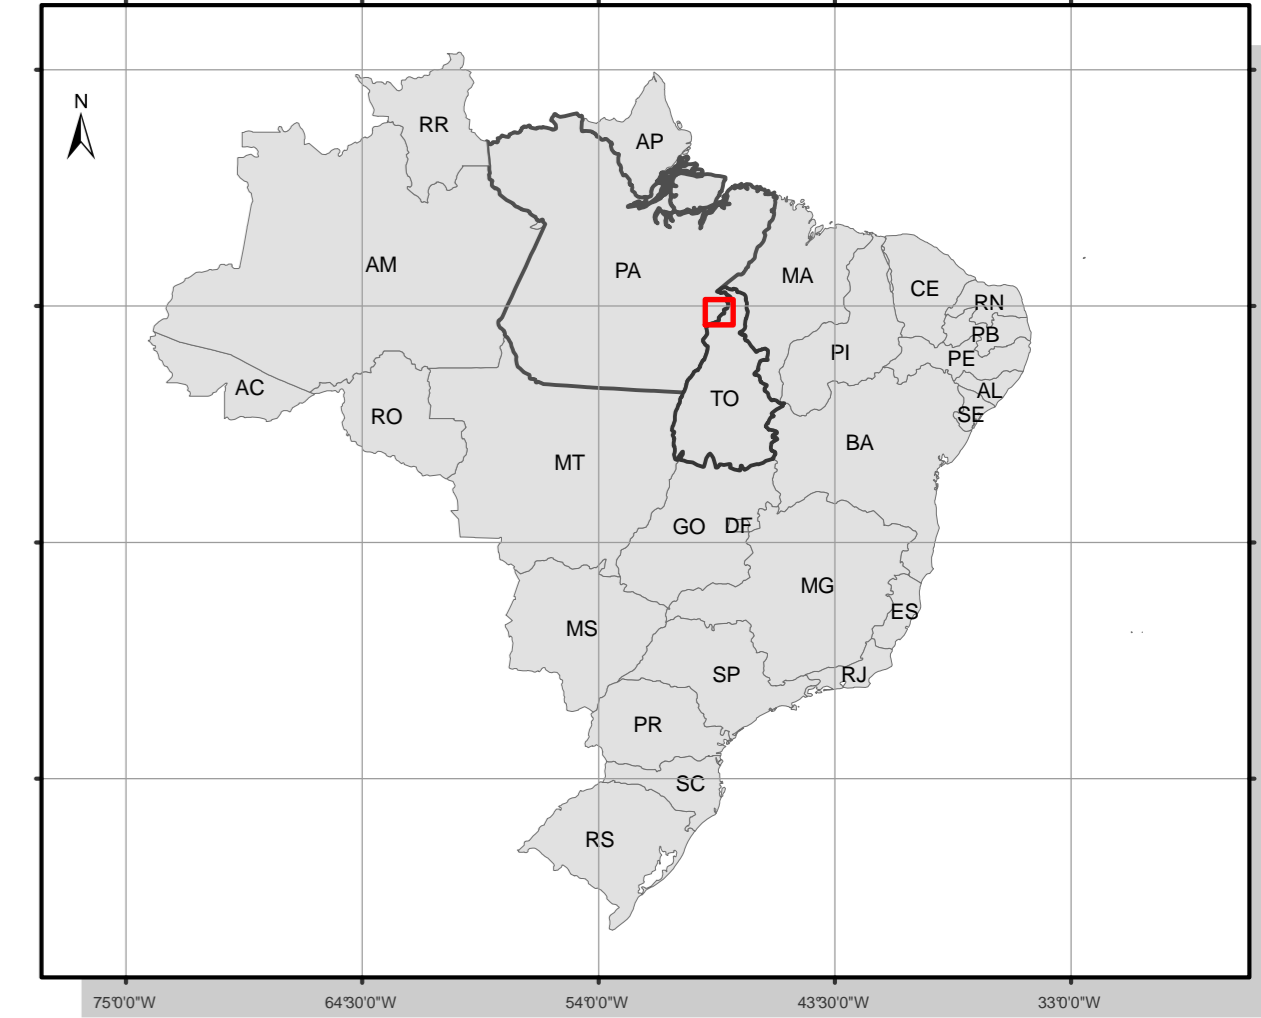 N
RR
AP
AM
PA
MA
CE
RN
PB
PI
PE
AC
AL
TO
RO
SE
BA
MT
GO
DF
MG
ES
MS
SP
RJ
PR
SC
RS
75°0'0"W 64°30'0"W 54°0'0"W 43°30'0"W 33°0'0"W